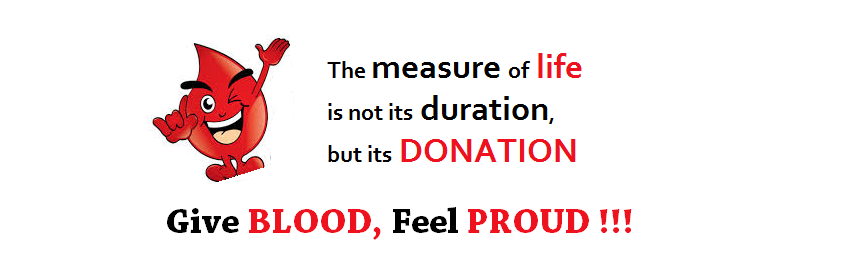 The measure of life
is not its duration,
but its DONATION
Give BLOOD, Feel PROUD !!!